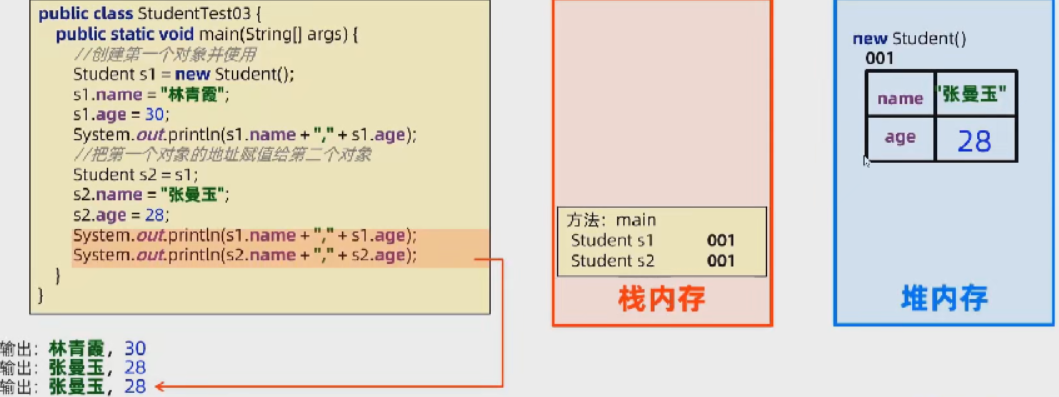 public class StudentTest03 {
public static void main(String[] args) {
//创建第一个对象并使用
Student s1 = new Student();
s1.name = "林青霞";
s1.age = 30;
System.out.println(s1.name + "," + s1.age);
//把第一个对象的地址赋值给第二个对象
Student s2 = s1;
s2.name = "张曼玉";
s2.age = 28;
System.out.println(s1.name + "," + s1.age);
System.out.println(s2.name + "," + s2.age);
}
}
输出：林青霞，30
输出：张曼玉，28
输出：张曼玉，28
方法：main
Student s1 001
Student s2 001
栈内存
new Student()
001
name "张曼玉"
age 28
堆内存